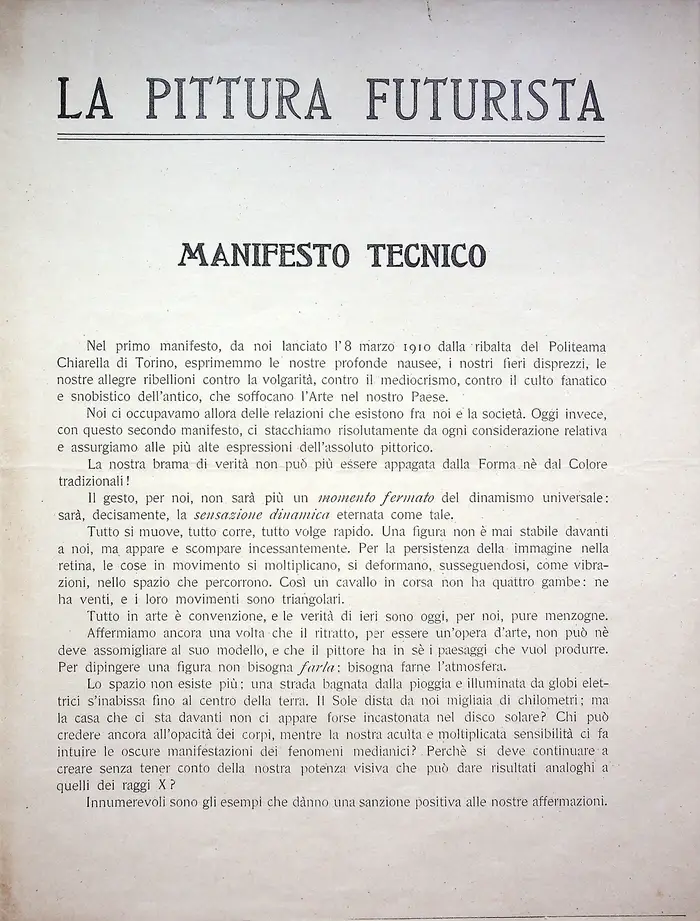 LA PITTURA FUTURISTA
MANIFESTO TECNICO
Nel primo manifesto, da noi lanciato l'8 marzo 1910 dalla ribalta del Politeama
Chiarella di Torino, esprimemmo le nostre profonde nausee, i nostri fieri disprezzi, le
nostre allegre ribellioni contro la volgarità, contro il mediocrismo, contro il culto fanatico
e snobistico dell'antico, che soffocano l'Arte nel nostro Paese.
Noi ci occupavamo allora delle relazioni che esistono fra noi e la società. Oggi invece,
con questo secondo manifesto, ci stacchiamo risolutamente da ogni considerazione relativa
e assurgiamo alle più alte espressioni dell'assoluto pittorico.
La nostra brama di verità non può più essere appagata dalla Forma nè dal Colore
tradizionali!
Il gesto, per noi, non sarà più un momento fermato del dinamismo universale:
sarà, decisamente, la sensazione dinamica eternata come tale.
Tutto si muove, tutto corre, tutto volge rapido. Una figura non è mai stabile davanti
a noi, ma appare e scompare incessantemente. Per la persistenza della immagine nella
retina, le cose in movimento si moltiplicano, si deformano, susseguendosi, come vibra-
zioni, nello spazio che percorrono. Così un cavallo in corsa non ha quattro gambe: ne
ha venti, e i loro movimenti sono triangolari.
Tutto in arte è convenzione, e le verità di ieri sono oggi, per noi, pure menzogne.
Affermiamo ancora una volta che il ritratto, per essere un'opera d'arte, non può nè
deve assomigliare al suo modello, e che il pittore ha in sè i paesaggi che vuol produrre.
Per dipingere una figura non bisogna farla; bisogna farne l'atmosfera.
Lo spazio non esiste più; una strada bagnata dalla pioggia e illuminata da globi elet-
trici s'inabissa fino al centro della terra. Il Sole dista da noi migliaia di chilometri; ma
la casa che ci sta davanti non ci appare forse incastonata nel disco solare? Chi può
credere ancora all'opacità dei corpi, mentre la nostra acuita e moltiplicata sensibilità ci fa
intuire le oscure manifestazioni dei fenomeni medianici? Perchè si deve continuare a
creare senza tener conto della nostra potenza visiva che può dare risultati analoghi a
quelli dei raggi X?
Innumerevoli sono gli esempi che dànno una sanzione positiva alle nostre affermazioni.